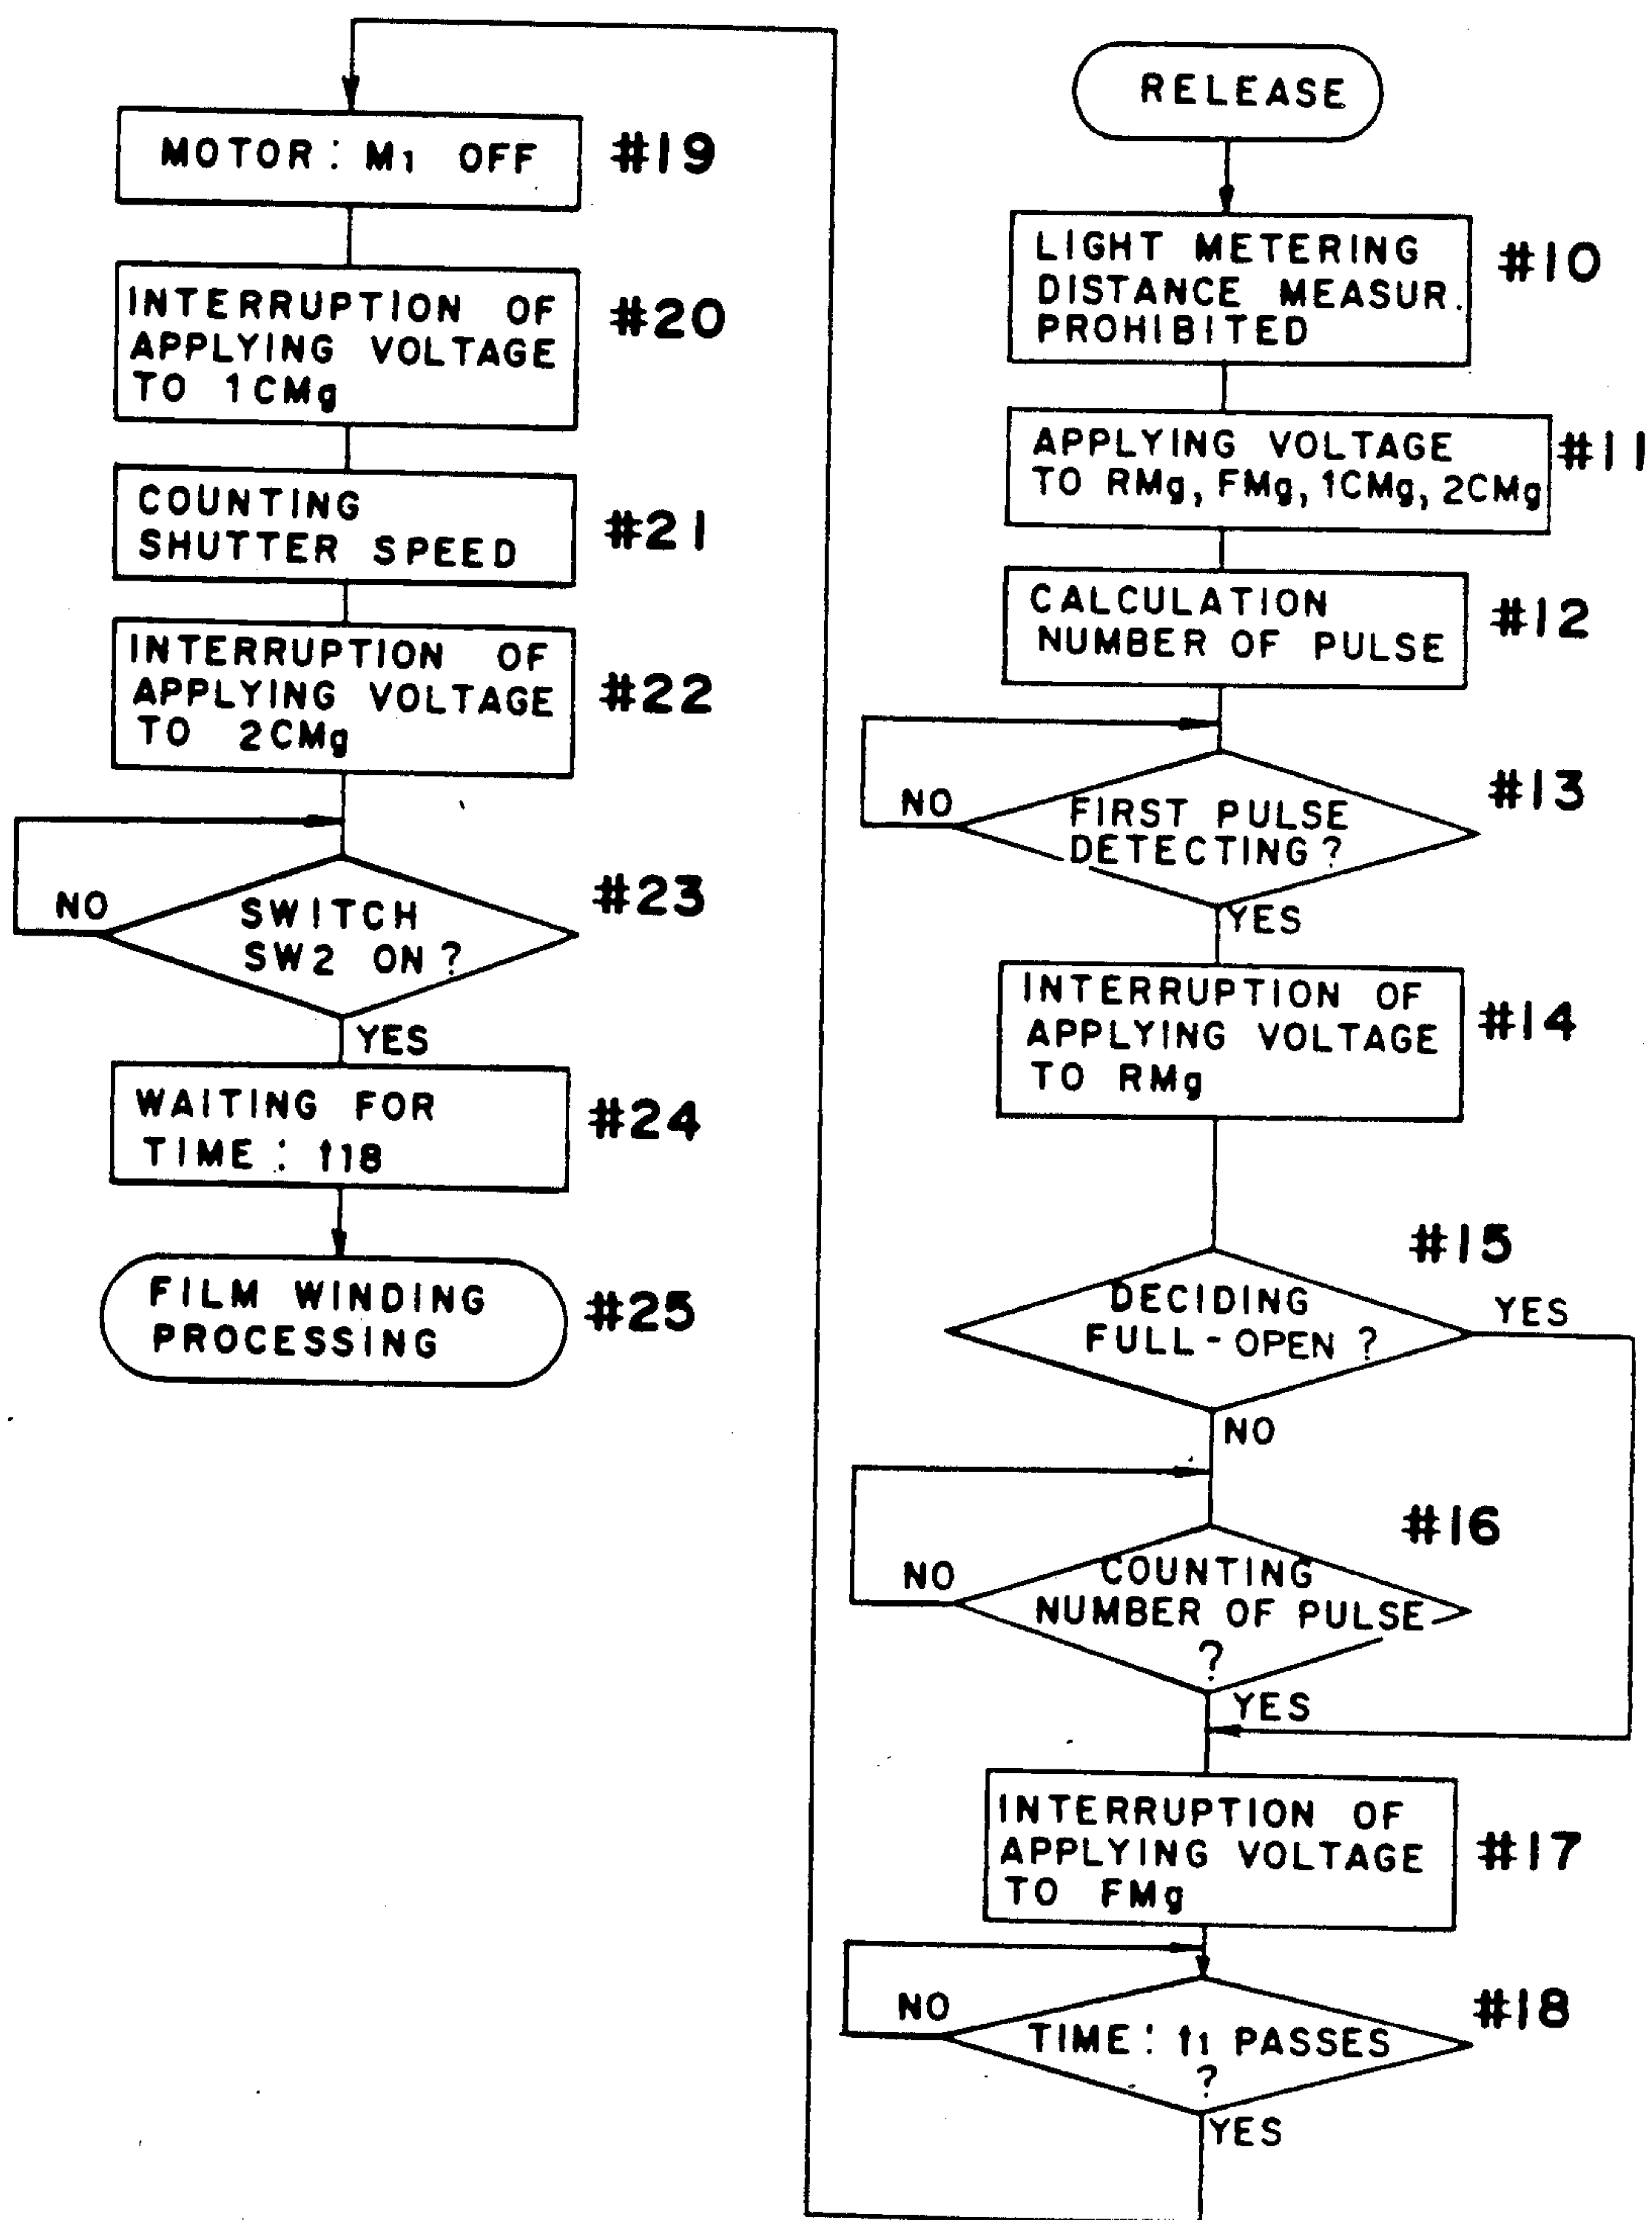 RELEASE
LIGHT METERING
DISTANCE MEASUR.
PROHIBITED
#10
APPLYING VOLTAGE
TO RMg, FMg, 1CMg, 2CMg
#11
CALCULATION
NUMBER OF PULSE
#12
FIRST PULSE
DETECTING?
#13
NO
YES
INTERRUPTION OF
APPLYING VOLTAGE
TO RMg
#14
#15
DECIDING
FULL-OPEN ?
YES
NO
#16
COUNTING
NUMBER OF PULSE
?
NO
YES
INTERRUPTION OF
APPLYING VOLTAGE
TO FMg
#17
#18
TIME: t1 PASSES
?
NO
YES
MOTOR: M1 OFF
#19
INTERRUPTION OF
APPLYING VOLTAGE
TO 1CMg
#20
COUNTING
SHUTTER SPEED
#21
INTERRUPTION OF
APPLYING VOLTAGE
TO 2CMg
#22
SWITCH
SW2 ON?
#23
NO
YES
WAITING FOR
TIME: t18
#24
FILM WINDING
PROCESSING
#25